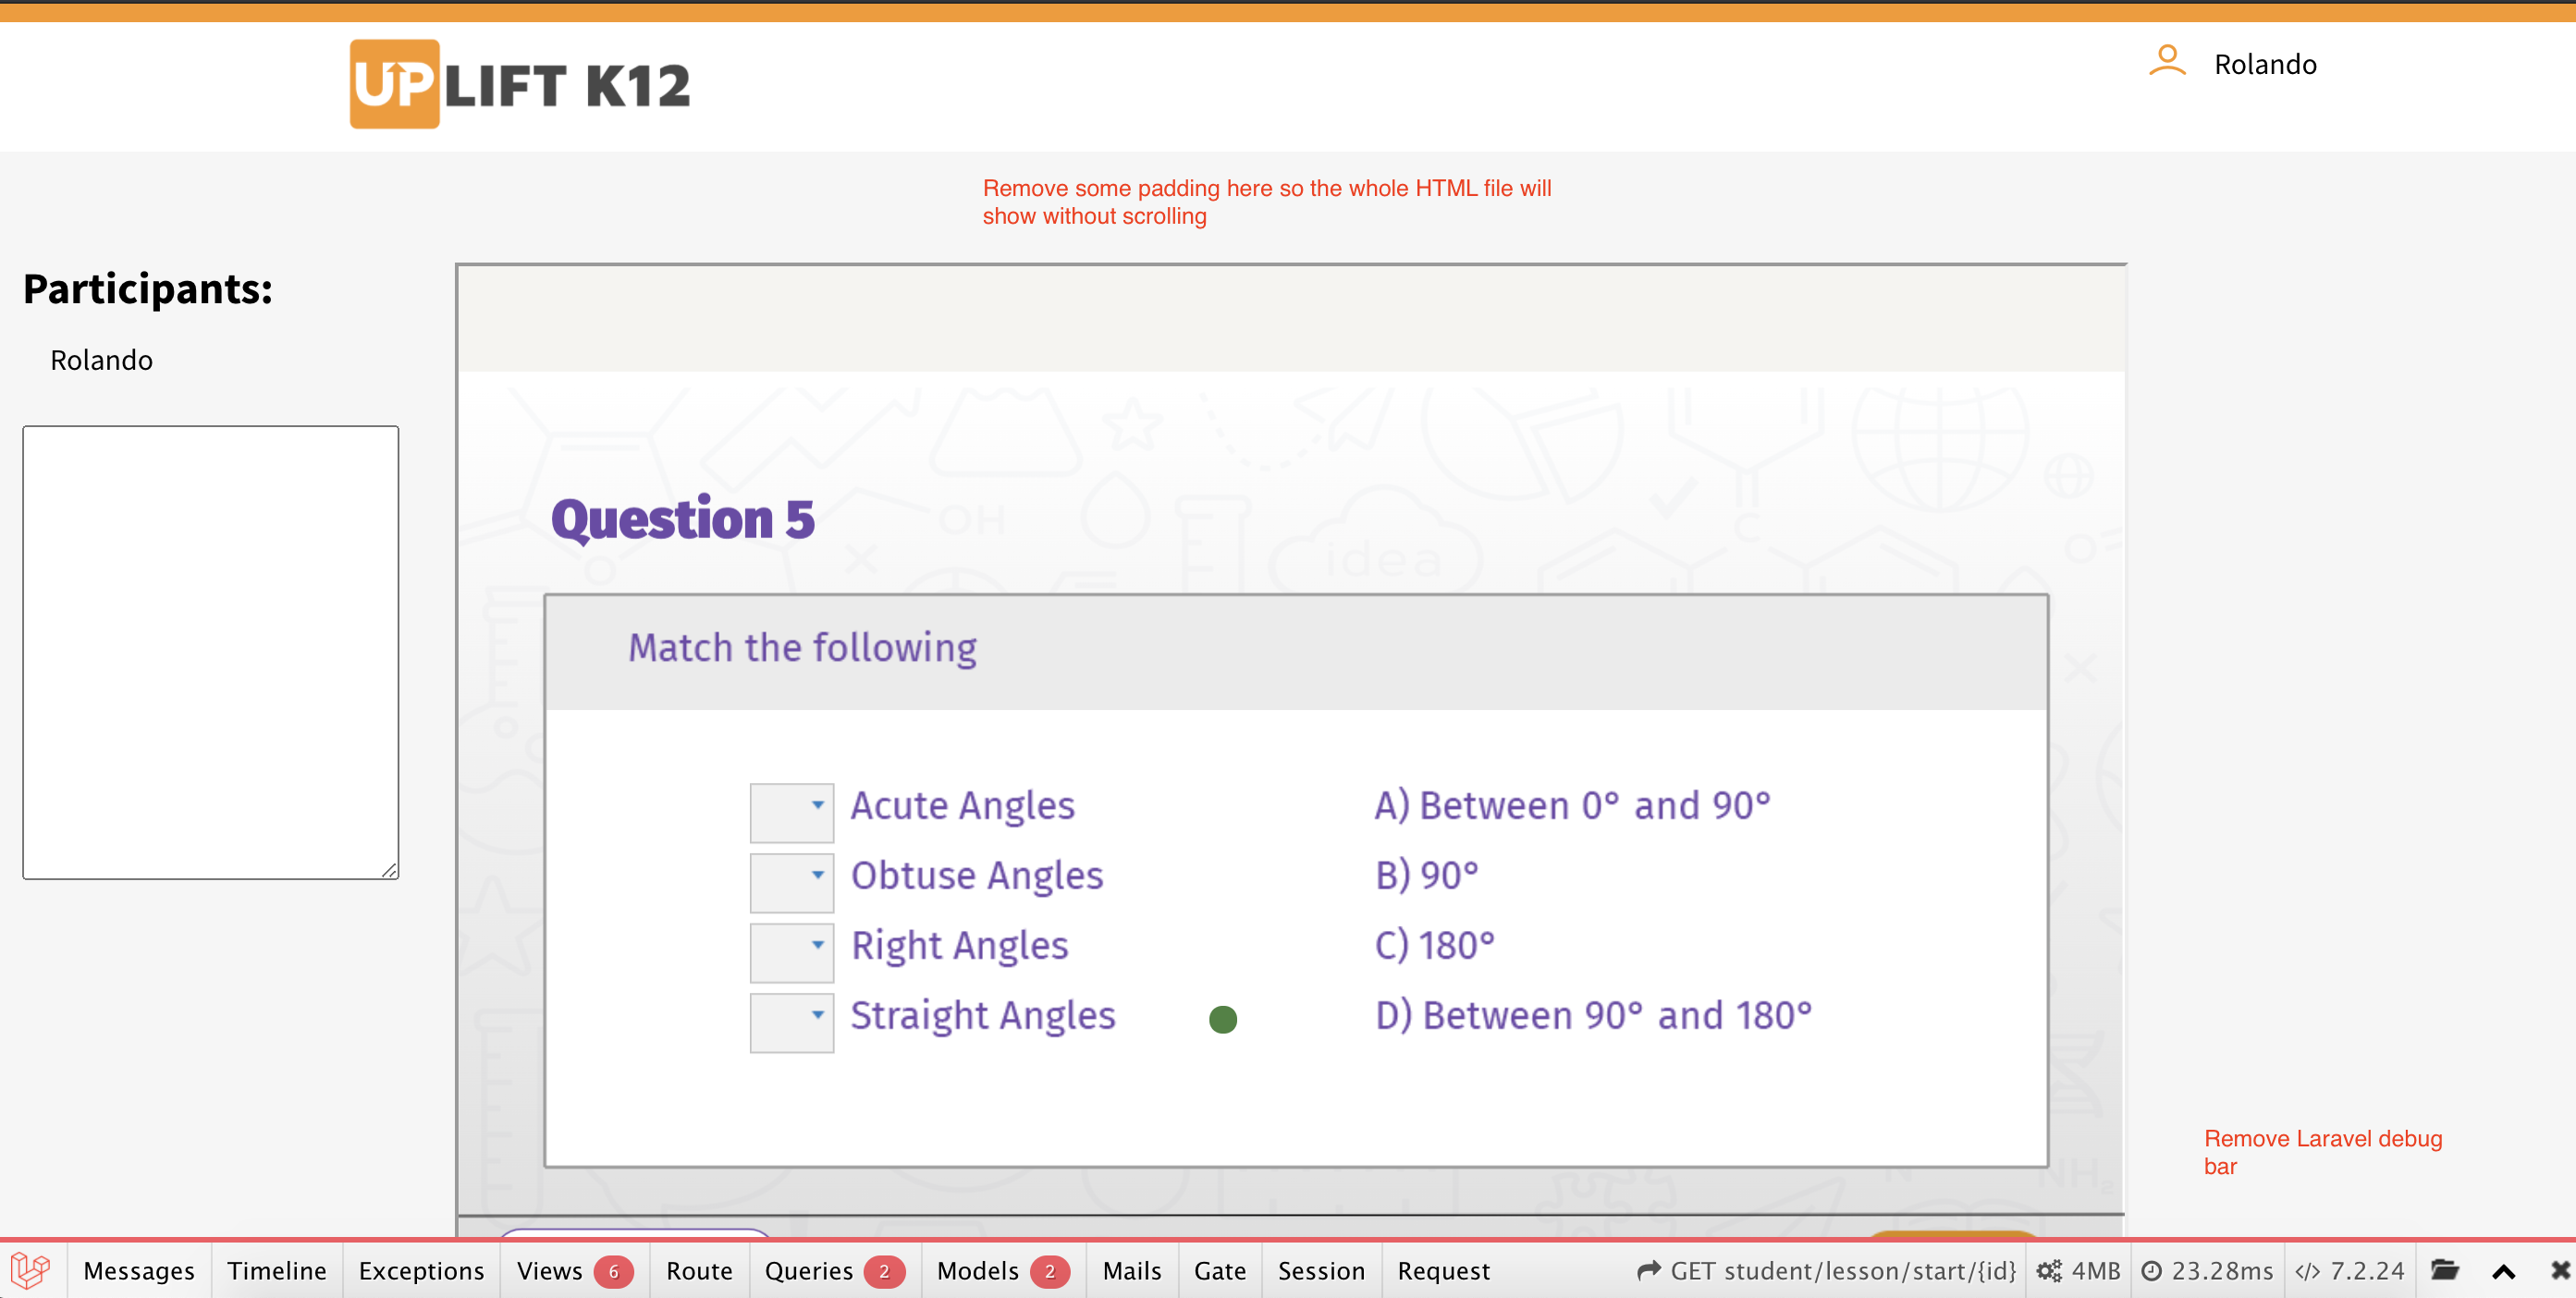 UPLIFT K12
Rolando
Remove some padding here so the whole HTML file will
show without scrolling
Participants:
Rolando
OH
C
idea
Question 5
Match the following
Acute Angles
A) Between 0° and 90°
Obtuse Angles
B) 90°
Right Angles
C) 180°
Straight Angles
D) Between 90° and 180°
Remove Laravel debug
bar
N
NH2
Messages Timeline Exceptions Views 6 Route Queries 2 Models 2 Mails Gate Session Request GET student/lesson/start/{id} 4MB 23.28ms </> 7.2.24